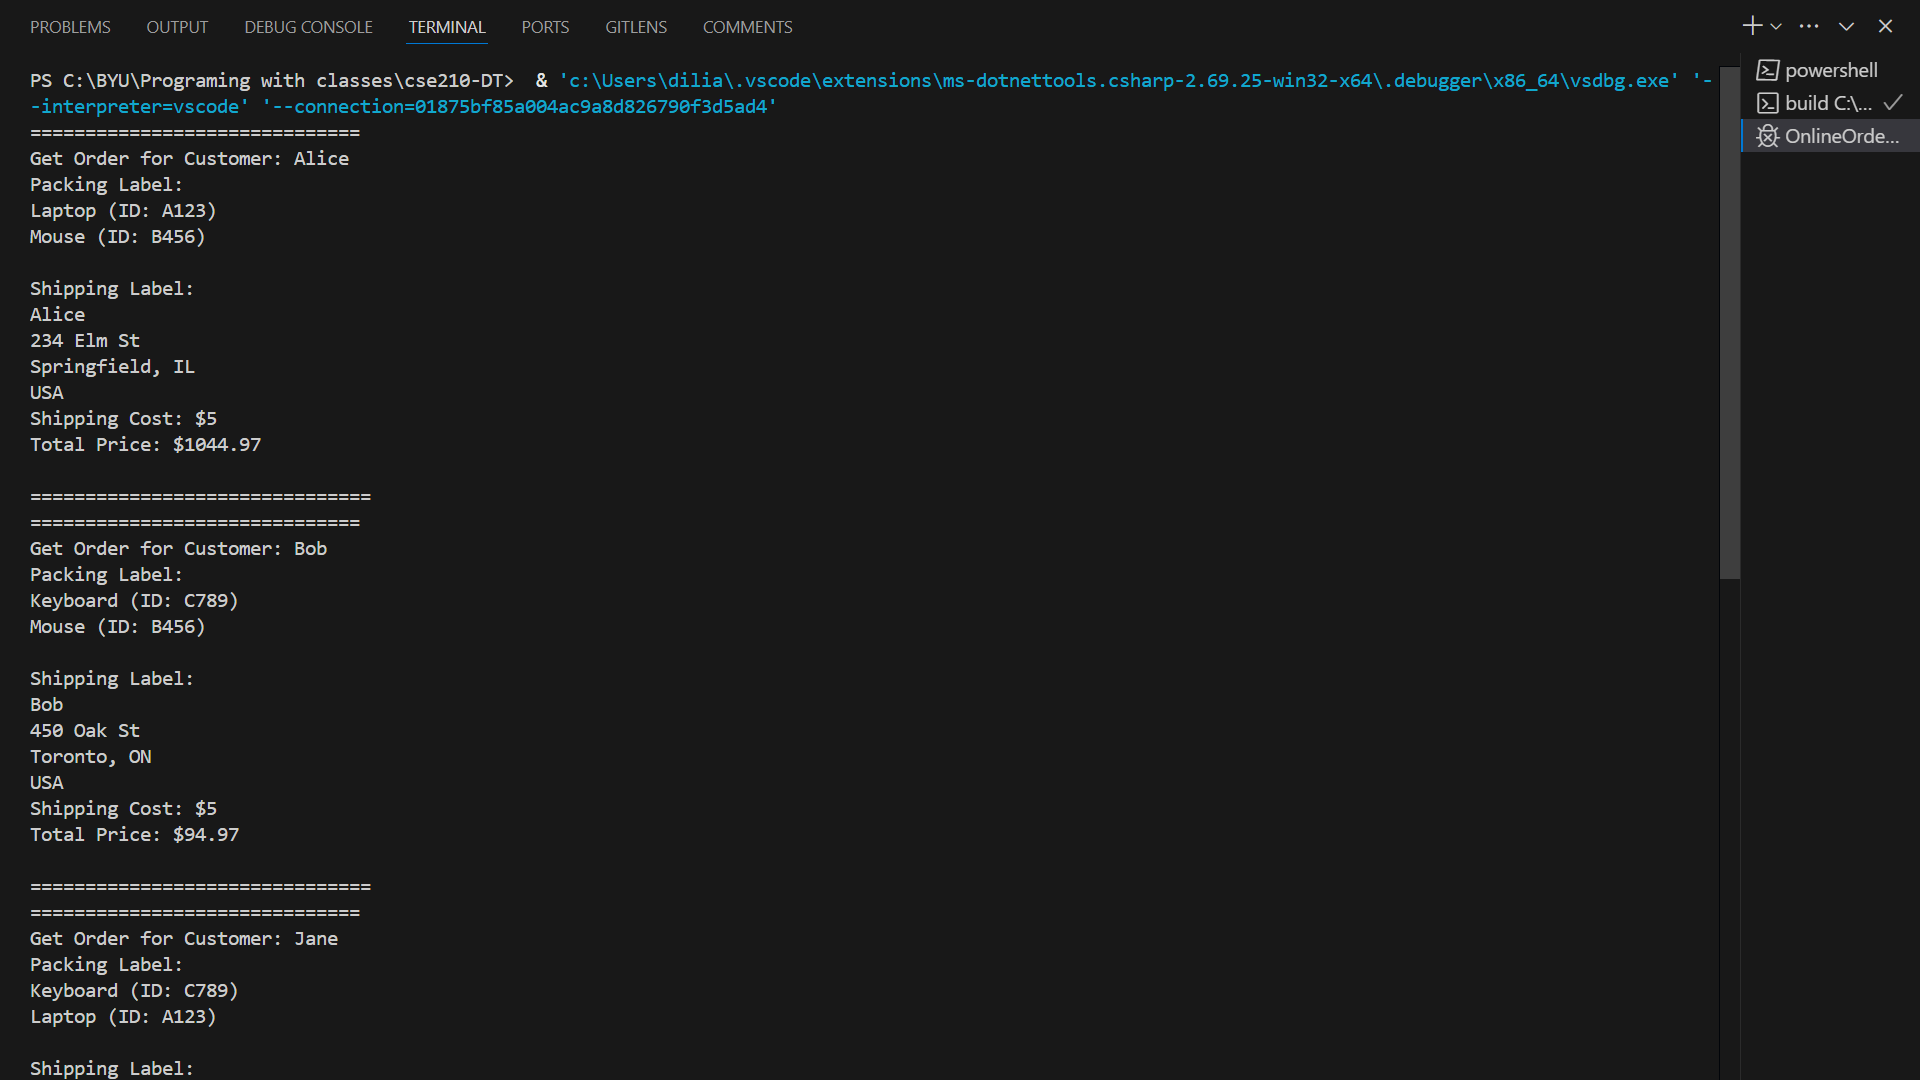 PROBLEMS OUTPUT DEBUG CONSOLE TERMINAL PORTS GITLENS COMMENTS
PS C:\BYU\Programing with classes\cse210-DT>  & 'c:\Users\dilia\.vscode\extensions\ms-dotnettools.csharp-2.69.25-win32-x64\.debugger\x86_64\vsdbg.exe' '-
-interpreter=vscode' '--connection=01875bf85a004ac9a8d826790f3d5ad4'
==============================
Get Order for Customer: Alice
Packing Label:
Laptop (ID: A123)
Mouse (ID: B456)

Shipping Label:
Alice
234 Elm St
Springfield, IL
USA
Shipping Cost: $5
Total Price: $1044.97

===============================
==============================
Get Order for Customer: Bob
Packing Label:
Keyboard (ID: C789)
Mouse (ID: B456)

Shipping Label:
Bob
450 Oak St
Toronto, ON
USA
Shipping Cost: $5
Total Price: $94.97

===============================
==============================
Get Order for Customer: Jane
Packing Label:
Keyboard (ID: C789)
Laptop (ID: A123)

Shipping Label:
powershell
build C:\...
OnlineOrde...